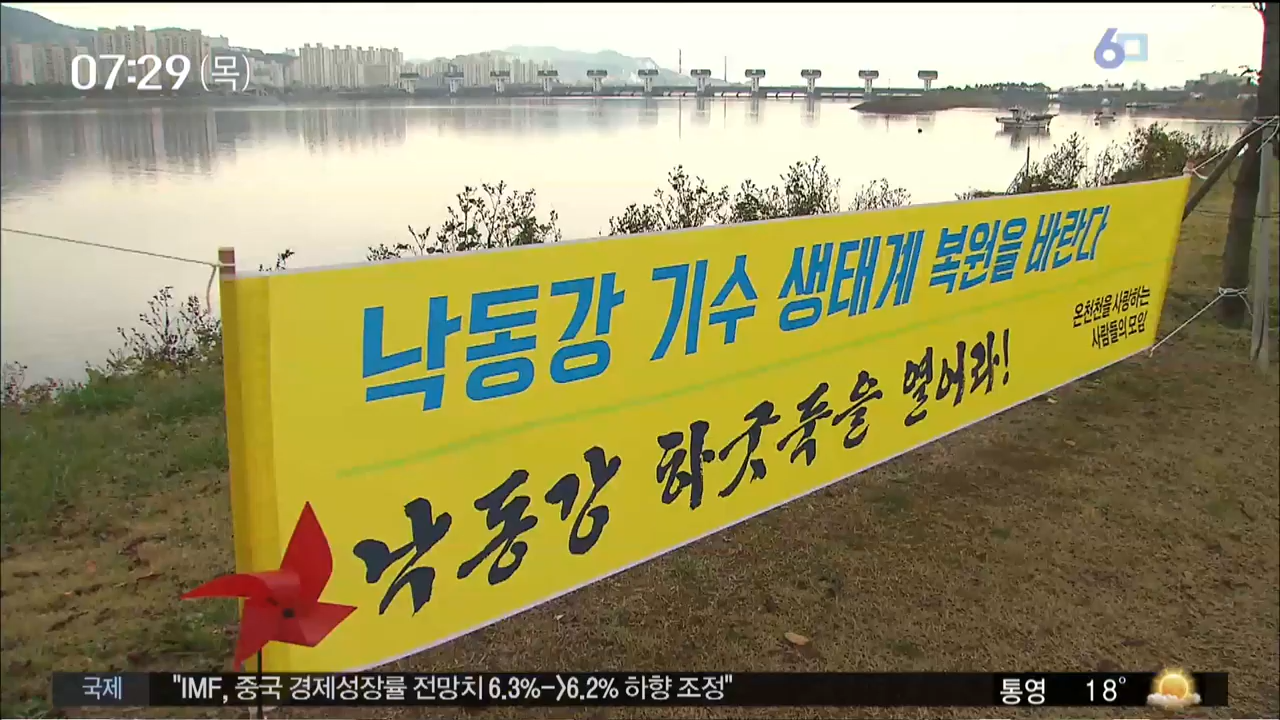 07:29 (목)
낙동강 기수 생태계 복원을 바란다
온천천을 사랑하는
사람들의 모임
낙동강 하굿둑을 열어라!
국제 "IMF, 중국 경제성장률 전망치 6.3%->6.2% 하향 조정" 통영 18°